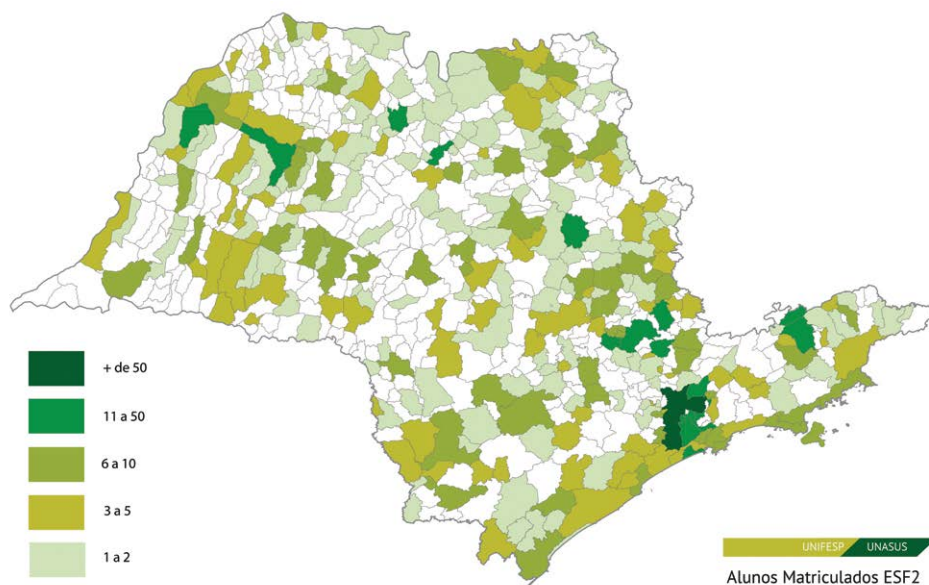 + de 50
11 a 50
6 a 10
3 a 5
1 a 2
UNIFESP UNASUS
Alunos Matriculados ESF2